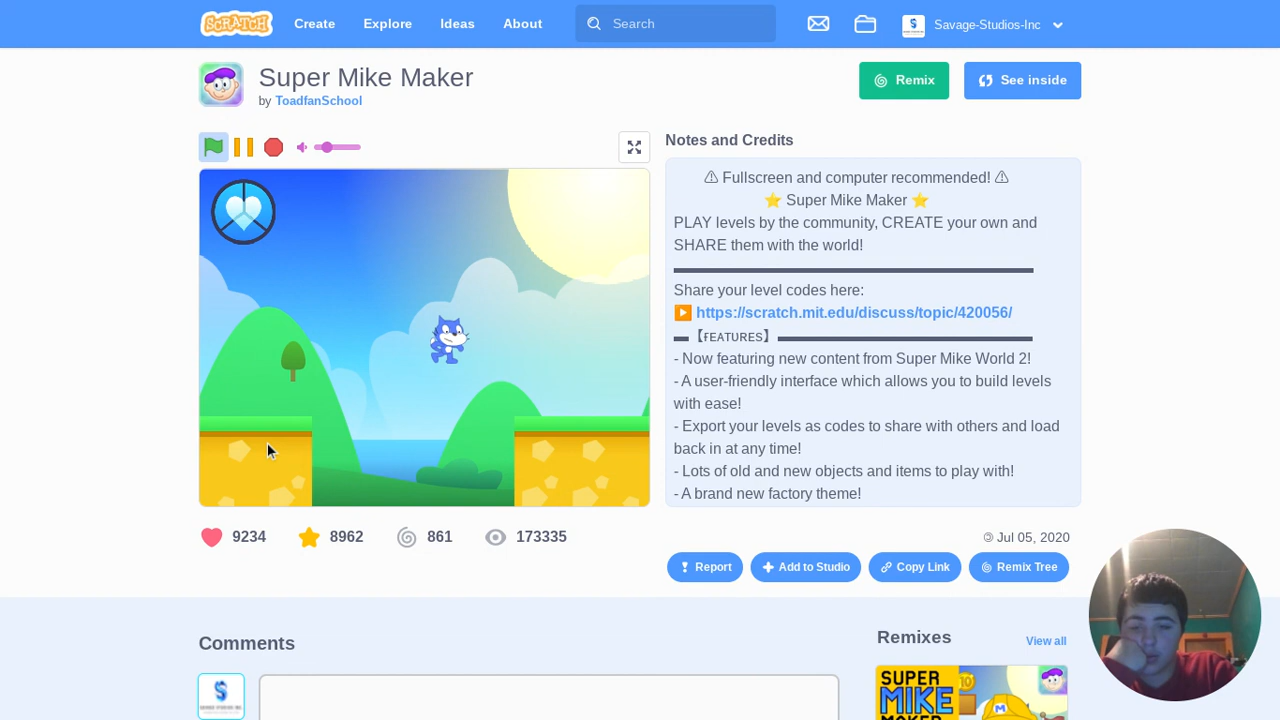 SCRATCH
Create
Explore
Ideas
About
Search
Savage-Studios-Inc
Super Mike Maker
by ToadfanSchool
Remix
See inside
Notes and Credits
⚠ Fullscreen and computer recommended! ⚠
⭐ Super Mike Maker ⭐
PLAY levels by the community, CREATE your own and
SHARE them with the world!
Share your level codes here:
▶️ https://scratch.mit.edu/discuss/topic/420056/
▬【ꜰᴇᴀᴛᴜʀᴇꜱ】▬▬▬▬▬▬▬▬▬▬▬▬▬▬▬▬▬
- Now featuring new content from Super Mike World 2!
- A user-friendly interface which allows you to build levels
with ease!
- Export your levels as codes to share with others and load
back in at any time!
- Lots of old and new objects and items to play with!
- A brand new factory theme!
9234
8962
861
173335
Jul 05, 2020
Report
Add to Studio
Copy Link
Remix Tree
Comments
Remixes
View all
SUPER
MIKE
MAKER
10
M